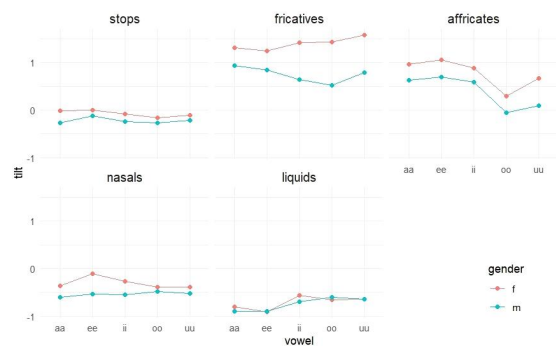 stops fricatives affricates
1
0
-1
aa ee ii oo uu
tilt
nasals liquids
1
0
-1
gender
f
m
aa ee ii oo uu aa ee ii oo uu
vowel